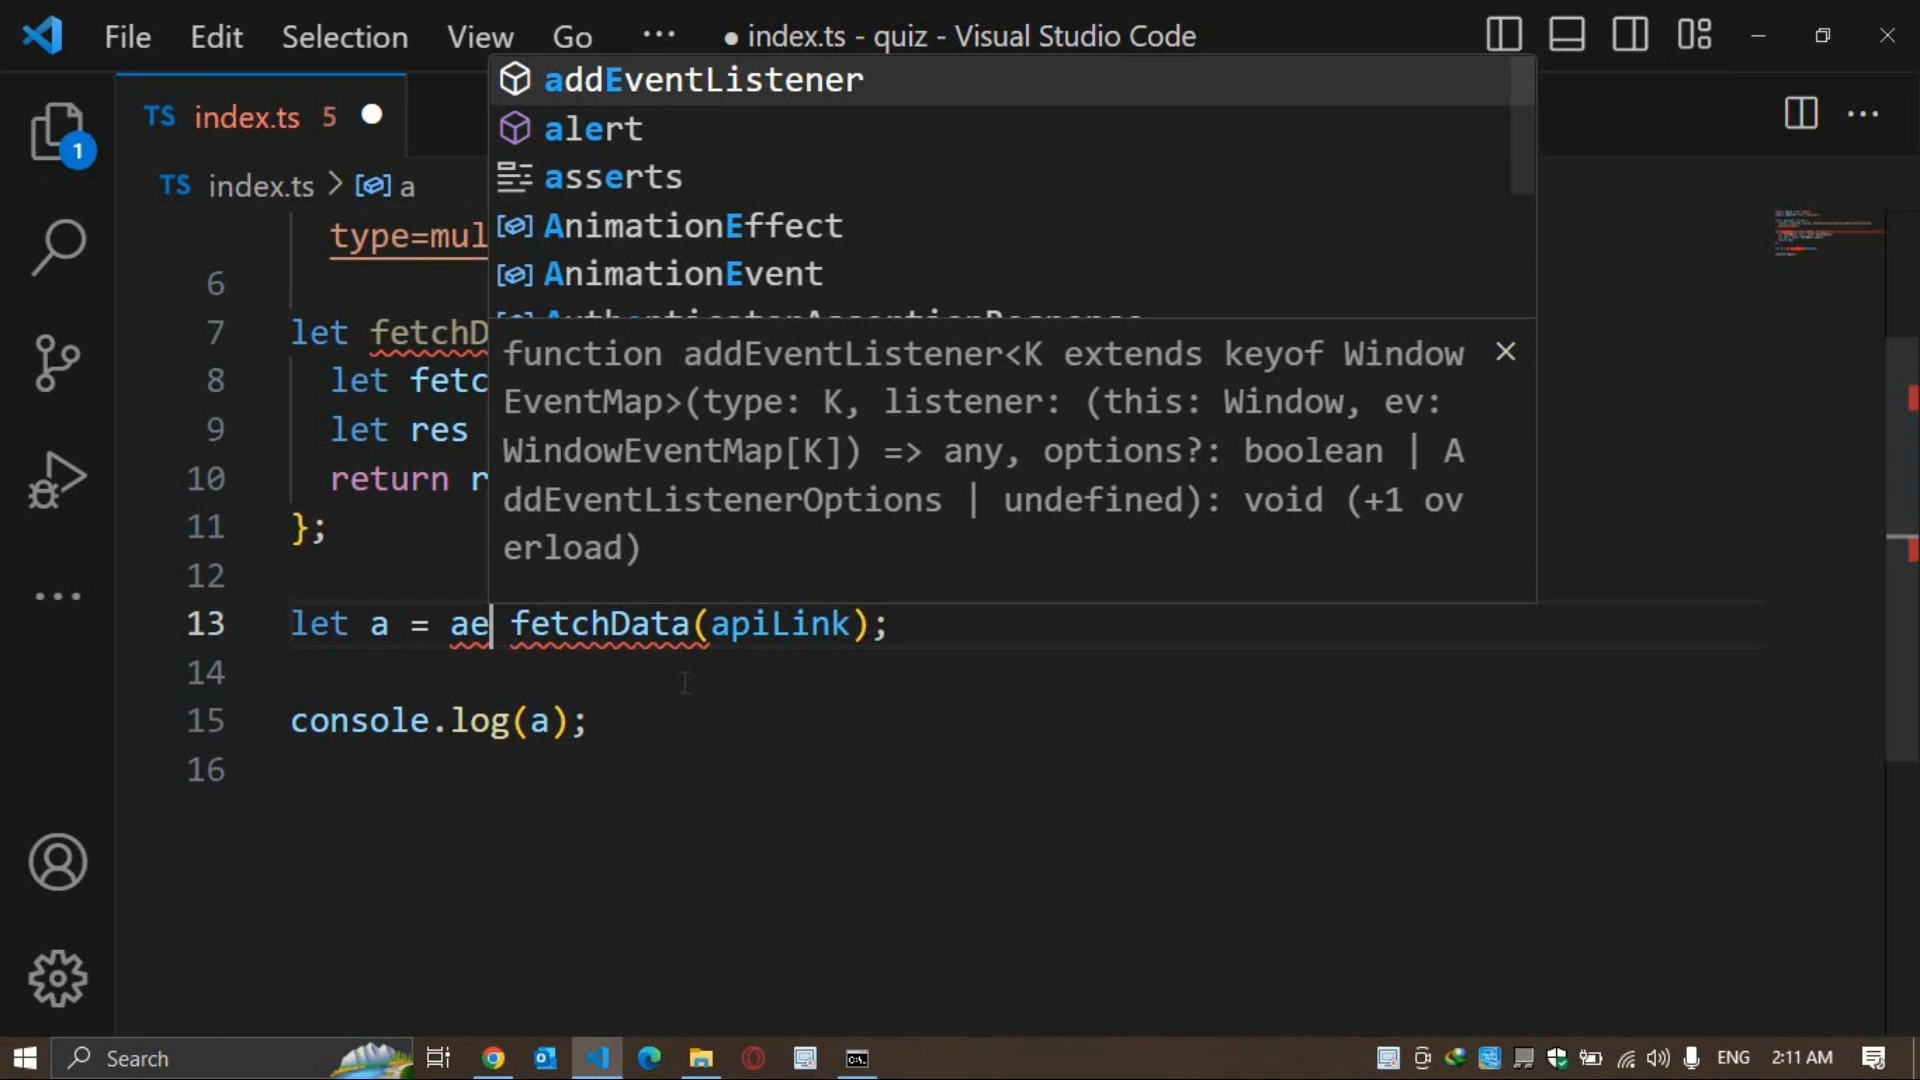 File Edit Selection View Go ··· ● index.ts - quiz - Visual Studio Code
TS index.ts 5
TS index.ts > a
1
addEventListener
alert
asserts
AnimationEffect
AnimationEvent
AuthenticatorAssertionResponse
function addEventListener<K extends keyof Window
EventMap>(type: K, listener: (this: Window, ev:
WindowEventMap[K]) => any, options?: boolean | A
ddEventListenerOptions | undefined): void (+1 ov
erload)
type=mul
6
7 let fetchD
8 let fetc
9 let res
10 return r
11 };
12
13 let a = ae fetchData(apiLink);
14
15 console.log(a);
16
Search
ENG 2:11 AM